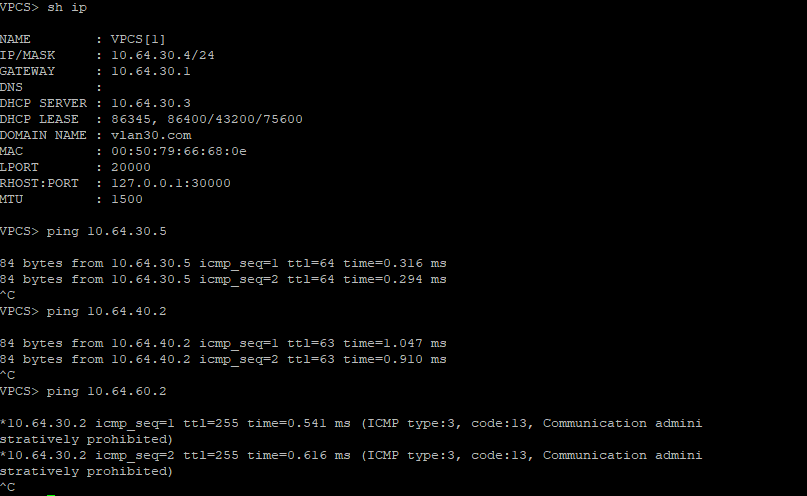 VPCS> sh ip
NAME : VPCS[1]
IP/MASK : 10.64.30.4/24
GATEWAY : 10.64.30.1
DNS :
DHCP SERVER : 10.64.30.3
DHCP LEASE : 86345, 86400/43200/75600
DOMAIN NAME : vlan30.com
MAC : 00:50:79:66:68:0e
LPORT : 20000
RHOST:PORT : 127.0.0.1:30000
MTU : 1500
VPCS> ping 10.64.30.5
84 bytes from 10.64.30.5 icmp_seq=1 ttl=64 time=0.316 ms
84 bytes from 10.64.30.5 icmp_seq=2 ttl=64 time=0.294 ms
^C
VPCS> ping 10.64.40.2
84 bytes from 10.64.40.2 icmp_seq=1 ttl=63 time=1.047 ms
84 bytes from 10.64.40.2 icmp_seq=2 ttl=63 time=0.910 ms
^C
VPCS> ping 10.64.60.2
*10.64.30.2 icmp_seq=1 ttl=255 time=0.541 ms (ICMP type:3, code:13, Communication admini
stratively prohibited)
*10.64.30.2 icmp_seq=2 ttl=255 time=0.616 ms (ICMP type:3, code:13, Communication admini
stratively prohibited)
^C